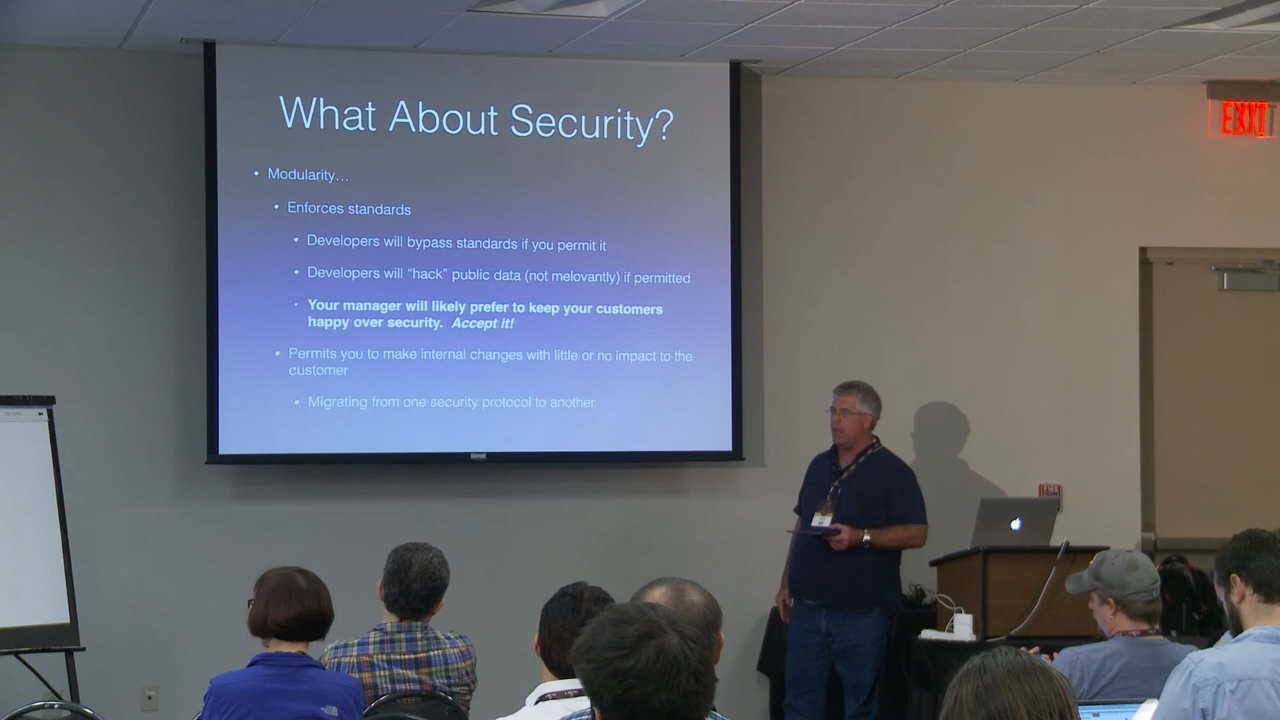 What About Security?
• Modularity...
• Enforces standards
• Developers will bypass standards if you permit it
• Developers will "hack" public data (not melovantly) if permitted
• Your manager will likely prefer to keep your customers
happy over security. Accept it!
• Permits you to make internal changes with little or no impact to the
customer
• Migrating from one security protocol to another
EXIT
FIRE